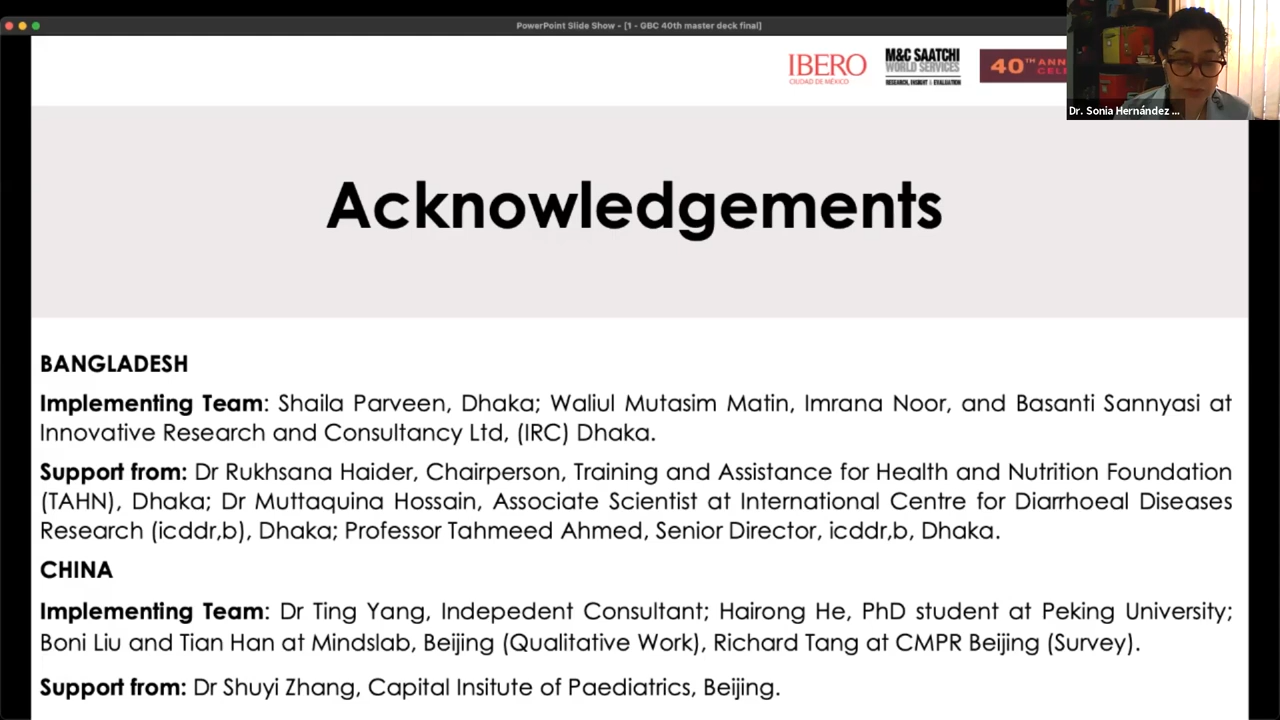 PowerPoint Slide Show - [1 - GBC 40th master deck final]
IBERO
CIUDAD DE MÉXICO
M&C SAATCHI
WORLD SERVICES
RESEARCH, INSIGHT & EVALUATION
40TH ANN
CELE
Dr. Sonia Hernández ...
Acknowledgements
BANGLADESH
Implementing Team: Shaila Parveen, Dhaka; Waliul Mutasim Matin, Imrana Noor, and Basanti Sannyasi at
Innovative Research and Consultancy Ltd, (IRC) Dhaka.
Support from: Dr Rukhsana Haider, Chairperson, Training and Assistance for Health and Nutrition Foundation
(TAHN), Dhaka; Dr Muttaquina Hossain, Associate Scientist at International Centre for Diarrhoeal Diseases
Research (icddr,b), Dhaka; Professor Tahmeed Ahmed, Senior Director, icddr,b, Dhaka.
CHINA
Implementing Team: Dr Ting Yang, Indepedent Consultant; Hairong He, PhD student at Peking University;
Boni Liu and Tian Han at Mindslab, Beijing (Qualitative Work), Richard Tang at CMPR Beijing (Survey).
Support from: Dr Shuyi Zhang, Capital Insitute of Paediatrics, Beijing.